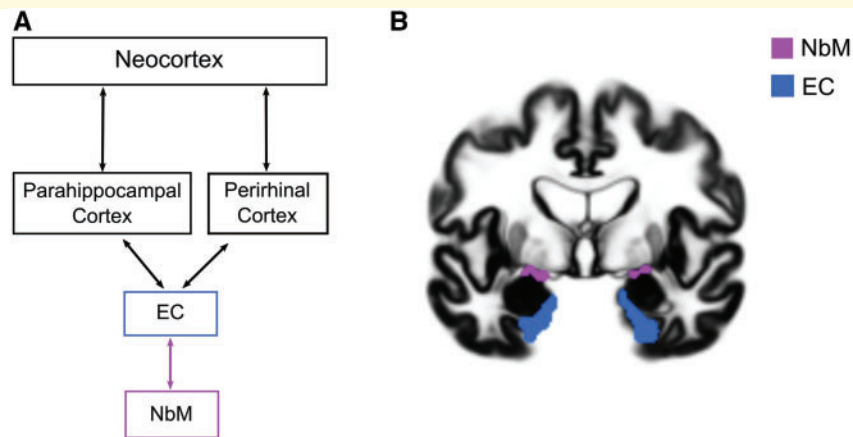 A
Neocortex
Parahippocampal
Cortex
Perirhinal
Cortex
EC
NbM
B
NbM
EC